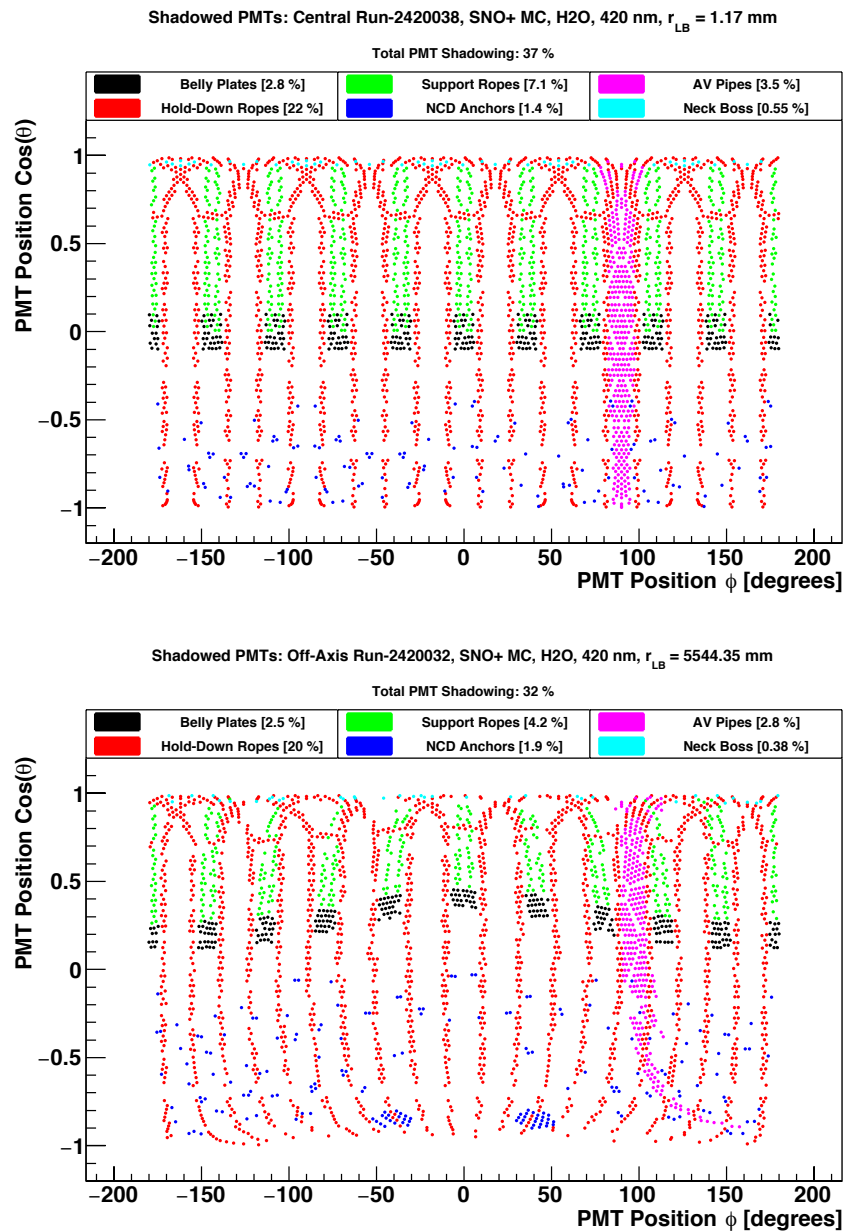 Shadowed PMTs: Central Run-2420038, SNO+ MC, H2O, 420 nm, r_LB = 1.17 mm
Total PMT Shadowing: 37 %
Belly Plates [2.8 %] Support Ropes [7.1 %] AV Pipes [3.5 %]
Hold-Down Ropes [22 %] NCD Anchors [1.4 %] Neck Boss [0.55 %]
PMT Position Cos(θ)
1
0.5
0
−0.5
−1
−200 −150 −100 −50 0 50 100 150 200
PMT Position ϕ [degrees]
Shadowed PMTs: Off-Axis Run-2420032, SNO+ MC, H2O, 420 nm, r_LB = 5544.35 mm
Total PMT Shadowing: 32 %
Belly Plates [2.5 %] Support Ropes [4.2 %] AV Pipes [2.8 %]
Hold-Down Ropes [20 %] NCD Anchors [1.9 %] Neck Boss [0.38 %]
PMT Position Cos(θ)
1
0.5
0
−0.5
−1
−200 −150 −100 −50 0 50 100 150 200
PMT Position ϕ [degrees]